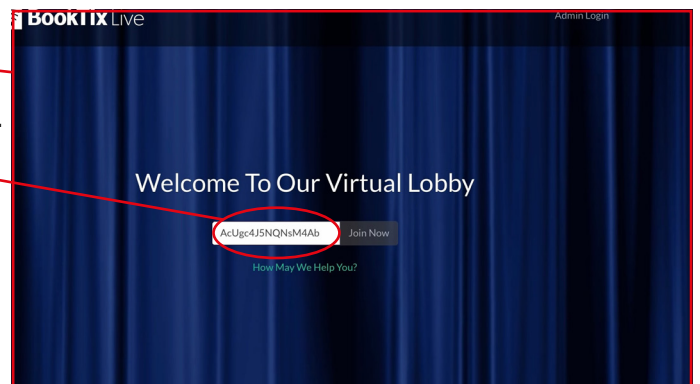 BOOKTIX Live
Admin Login
Welcome To Our Virtual Lobby
AcUgc4J5NQNsM4Ab
Join Now
How May We Help You?